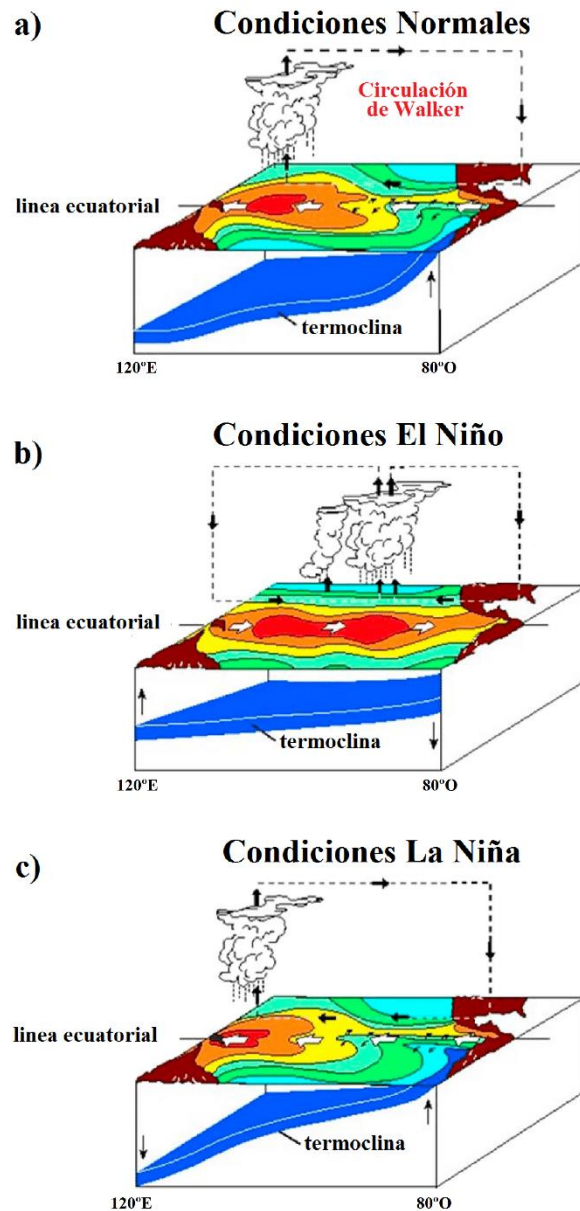 a)
Condiciones Normales
Circulación
de Walker
linea ecuatorial
termoclina
120ºE
80ºO
b)
Condiciones El Niño
linea ecuatorial
termoclina
120ºE
80ºO
c)
Condiciones La Niña
linea ecuatorial
termoclina
120ºE
80ºO